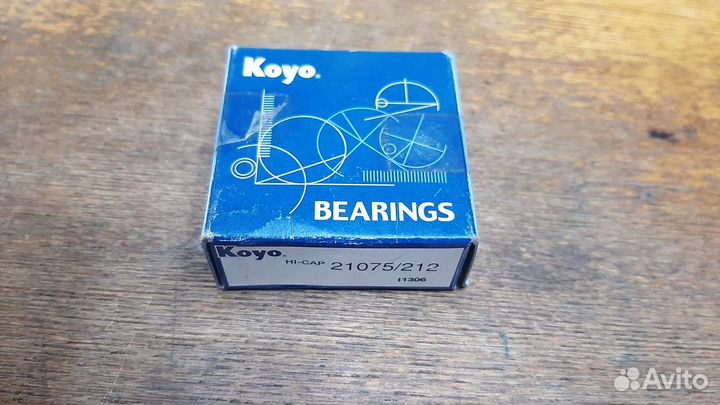 Koyo.
BEARINGS
Koyo.
HI-CAP 21075/212
I1306
Avito